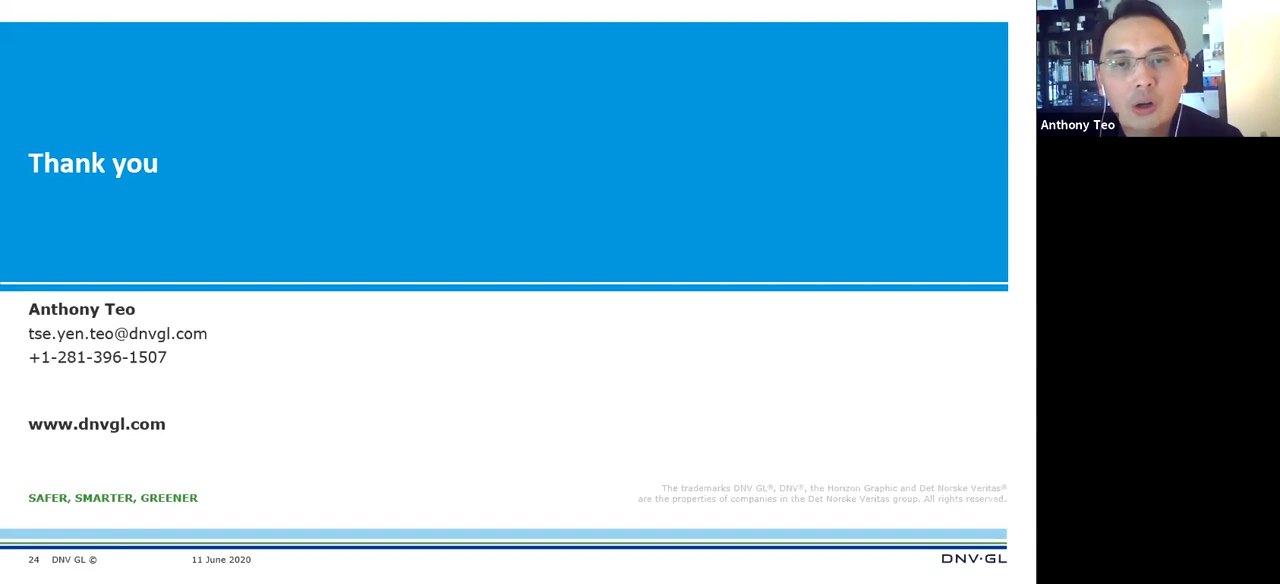 Thank you
Anthony Teo
tse.yen.teo@dnvgl.com
+1-281-396-1507
www.dnvgl.com
SAFER, SMARTER, GREENER
The trademarks DNV GL®, DNV®, the Horizon Graphic and Det Norske Veritas®
are the properties of companies in the Det Norske Veritas group. All rights reserved.
24 DNV GL © 11 June 2020
DNV·GL
Anthony Teo